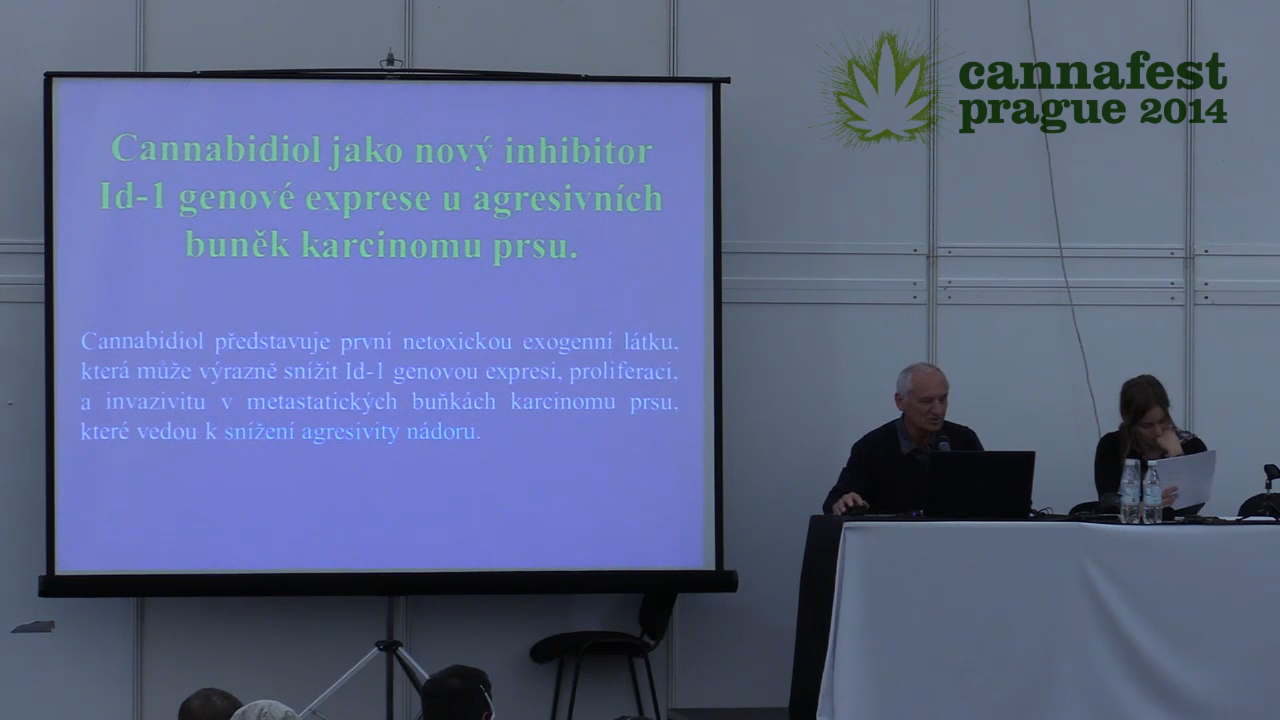 cannafest
prague 2014
Cannabidiol jako nový inhibitor
Id-1 genové exprese u agresivních
buněk karcinomu prsu.
Cannabidiol představuje první netoxickou exogenní látku,
která může výrazně snížit Id-1 genovou expresi, proliferaci,
a invazivitu v metastatických buňkách karcinomu prsu,
které vedou k snížení agresivity nádoru.